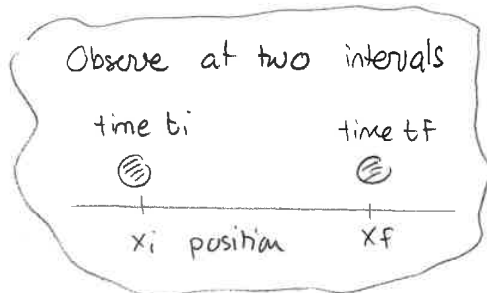 Observe at two intervals
time ti time tf
xi position xf